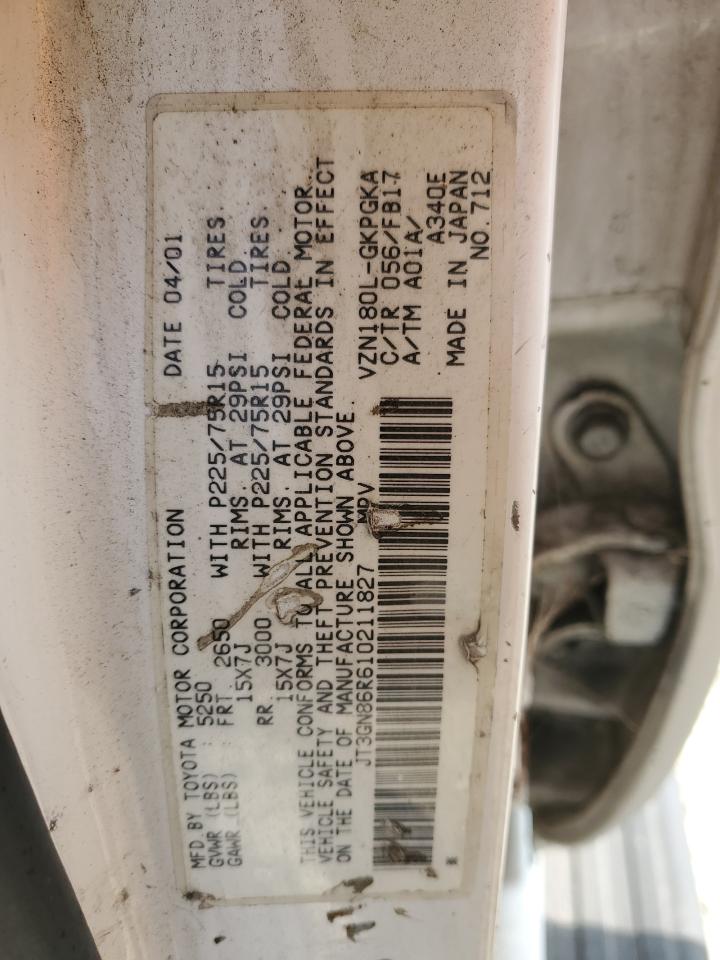 MFD BY TOYOTA MOTOR CORPORATION DATE 04/01
GVWR (LBS) : 5250
GAWR (LBS) : FRT. 2650 WITH P225/75R15 TIRES.
15X7J RIMS. AT 29PSI COLD
RR. 3000 WITH P225/75R15 TIRES.
15X7J RIMS. AT 29PSI COLD
THIS VEHICLE CONFORMS TO ALL APPLICABLE FEDERAL MOTOR
VEHICLE SAFETY AND THEFT PREVENTION STANDARDS IN EFFECT
ON THE DATE OF MANUFACTURE SHOWN ABOVE.
JT3GN86R610211827 MPV VZN180L-GKPGKA
C/TR 056/FB17
A/TM A01A/
A340E
MADE IN JAPAN
NO.712